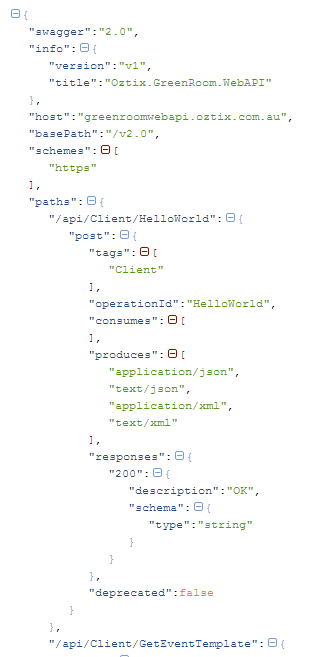 {
"swagger":"2.0",
"info":{
"version":"v1",
"title":"Oztix.GreenRoom.WebAPI"
},
"host":"greenroomwebapi.oztix.com.au",
"basePath":"/v2.0",
"schemes":[
"https"
],
"paths":{
"/api/Client/HelloWorld":{
"post":{
"tags":[
"Client"
],
"operationId":"HelloWorld",
"consumes":[
],
"produces":[
"application/json",
"text/json",
"application/xml",
"text/xml"
],
"responses":{
"200":{
"description":"OK",
"schema":{
"type":"string"
}
}
},
"deprecated":false
}
},
"/api/Client/GetEventTemplate":{